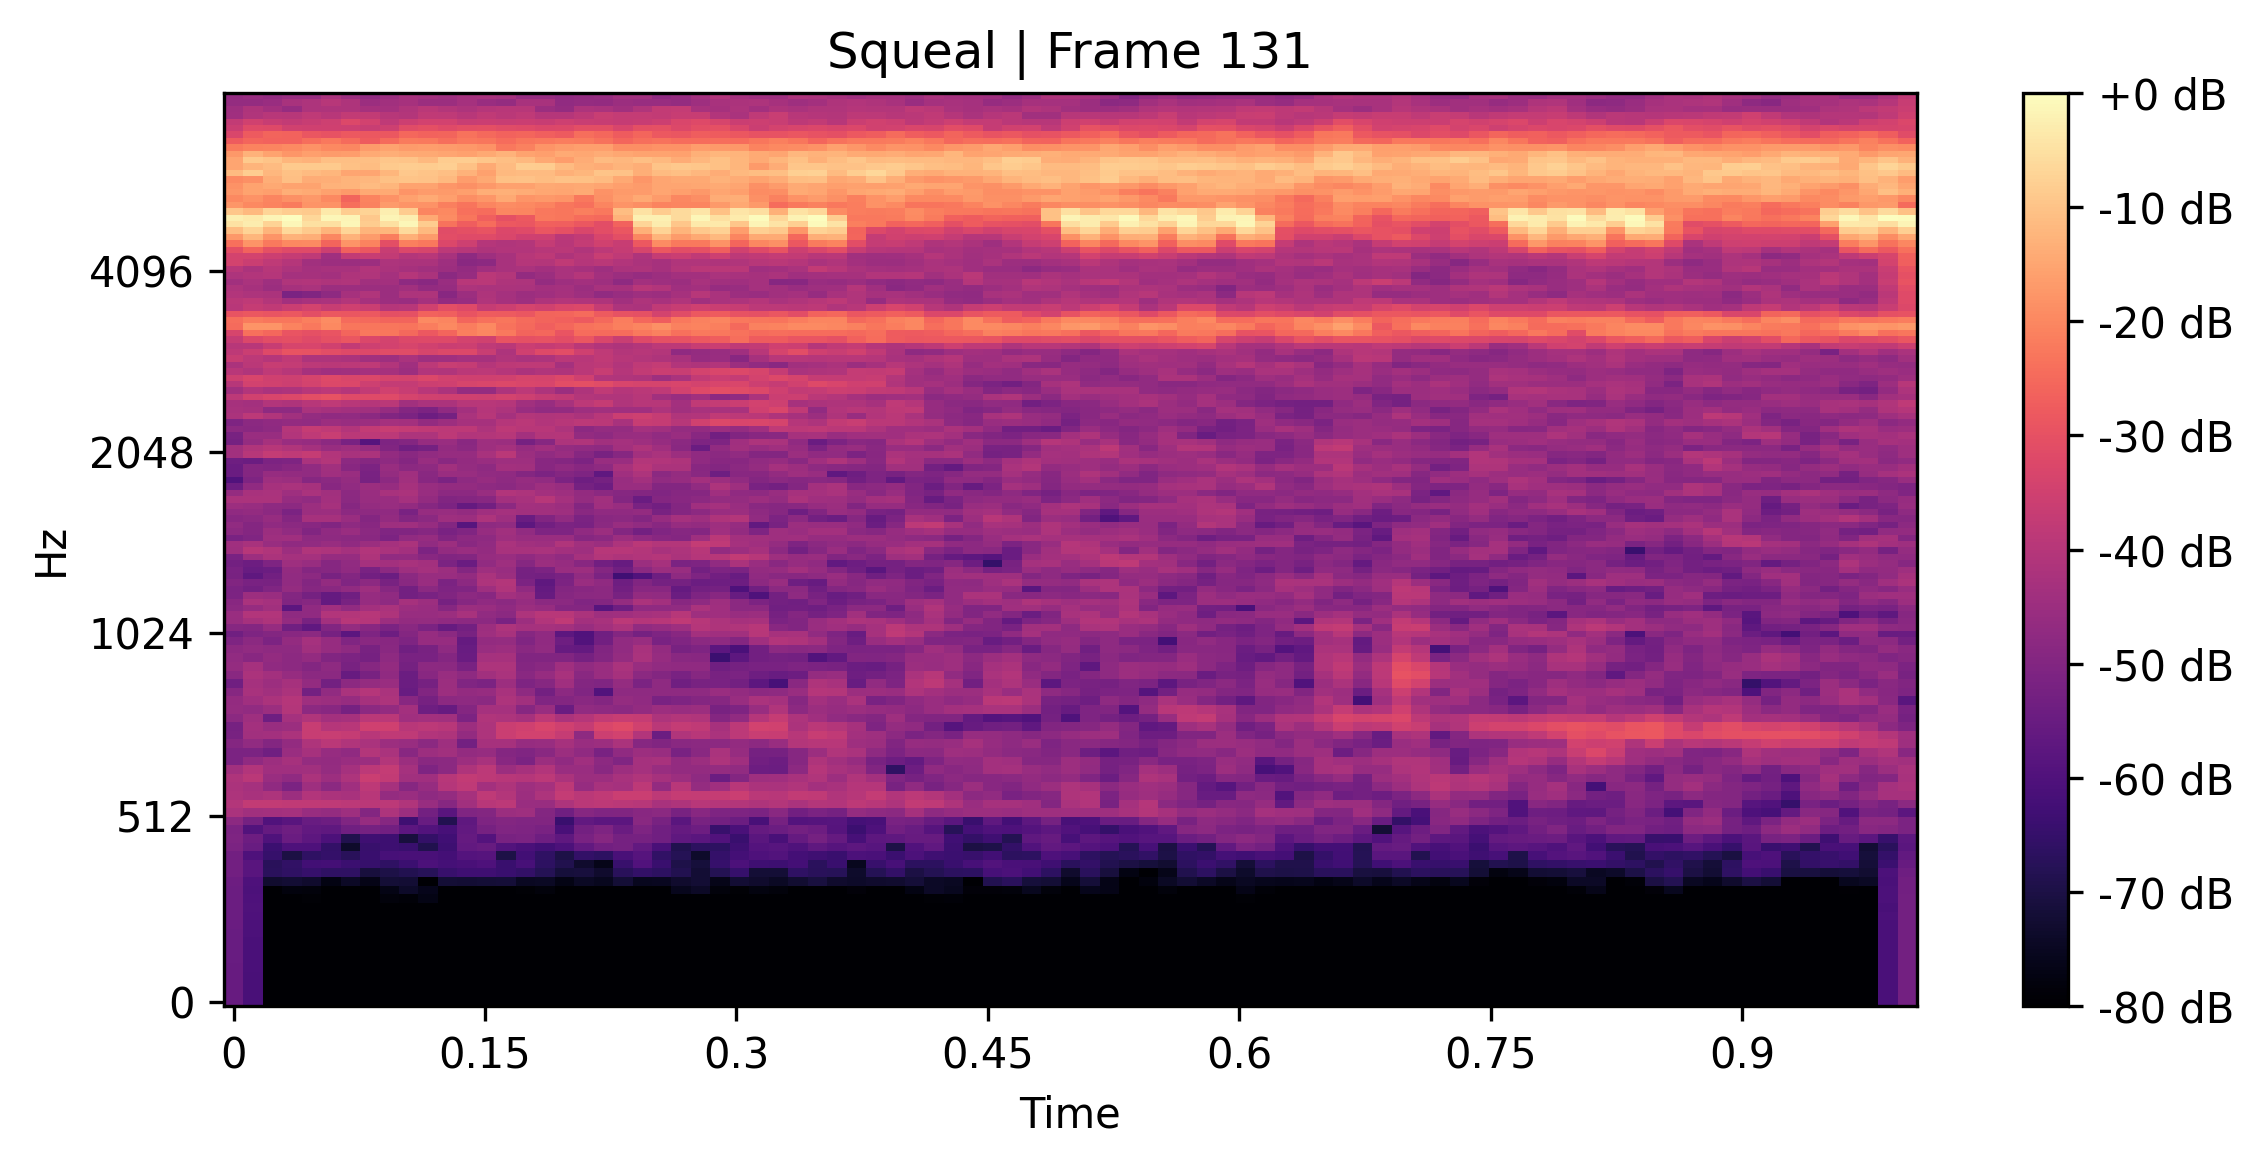 Squeal | Frame 131
+0 dB
-10 dB
-20 dB
-30 dB
-40 dB
-50 dB
-60 dB
-70 dB
-80 dB
Hz
4096
2048
1024
512
0
0 0.15 0.3 0.45 0.6 0.75 0.9
Time